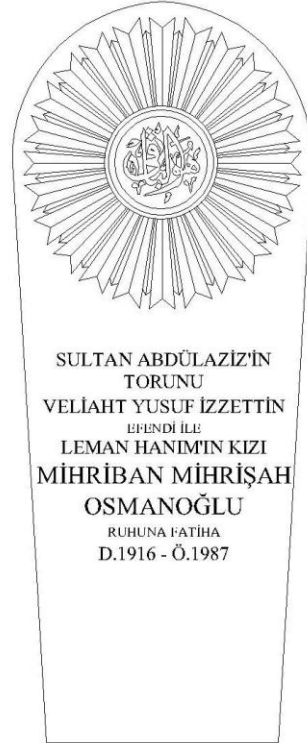 SULTAN ABDÜLAZİZ'İN
TORUNU
VELİAHT YUSUF İZZETTİN
EFENDİ İLE
LEMAN HANIM'IN KIZI
MİHRİBAN MİHRİŞAH
OSMANOĞLU
RUHUNA FATİHA
D.1916 - Ö.1987